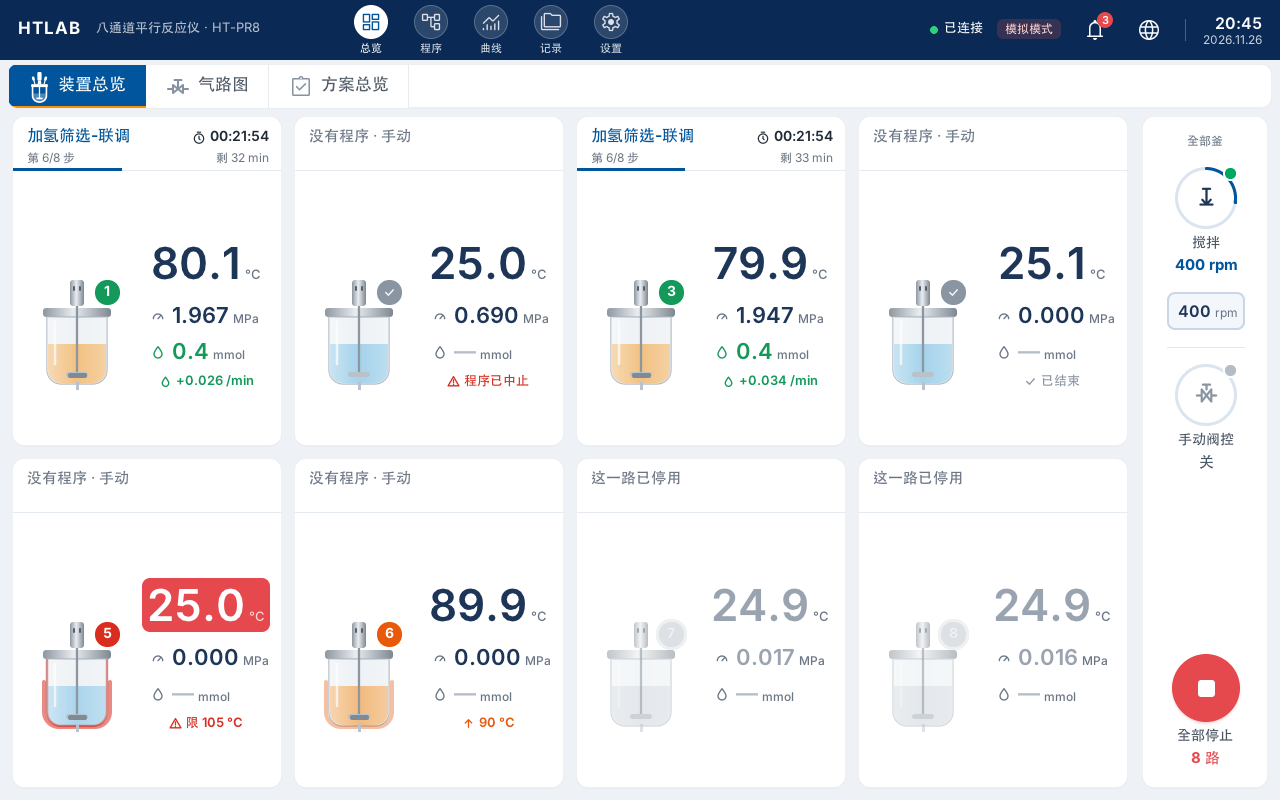 HTLAB 八通道平行反应仪 · HT-PR8
总览 程序 曲线 记录 设置
已连接 模拟模式 3 20:45
2026.11.26
装置总览 气路图 方案总览
加氢筛选-联调 00:21:54
第 6/8 步 剩 32 min
80.1 °C
1
1.967 MPa
0.4 mmol
+0.026 /min
没有程序 · 手动
25.0 °C
0.690 MPa
mmol
程序已中止
加氢筛选-联调 00:21:54
第 6/8 步 剩 33 min
79.9 °C
3
1.947 MPa
0.4 mmol
+0.034 /min
没有程序 · 手动
25.1 °C
0.000 MPa
mmol
已结束
没有程序 · 手动
25.0 °C
5
0.000 MPa
mmol
限 105 °C
没有程序 · 手动
89.9 °C
6
0.000 MPa
mmol
90 °C
这一路已停用
24.9 °C
7
0.017 MPa
mmol
这一路已停用
24.9 °C
8
0.016 MPa
mmol
全部釜
搅拌
400 rpm
400 rpm
手动阀控
关
全部停止
8 路